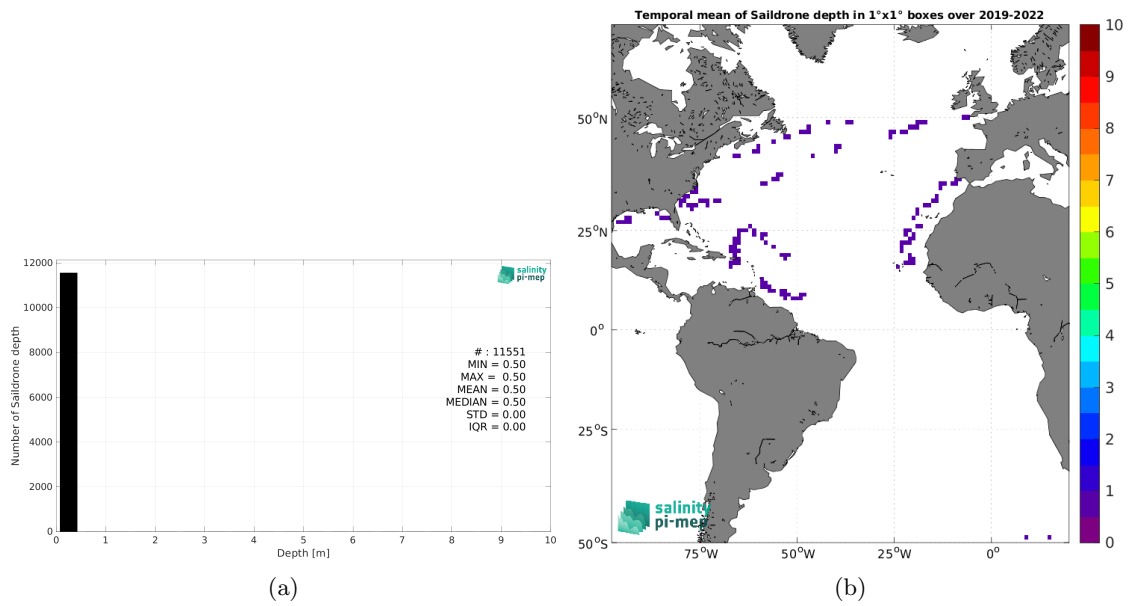 12000
10000
8000
6000
4000
2000
0
Number of Saildrone depth
salinity
pi-mep
# : 11551
MIN = 0.50
MAX = 0.50
MEAN = 0.50
MEDIAN = 0.50
STD = 0.00
IQR = 0.00
0 1 2 3 4 5 6 7 8 9 10
Depth [m]
(a)
Temporal mean of Saildrone depth in 1°x1° boxes over 2019-2022
50°N
25°N
0°
25°S
50°S
salinity
pi-mep
75°W 50°W 25°W 0°
10
9
8
7
6
5
4
3
2
1
0
(b)